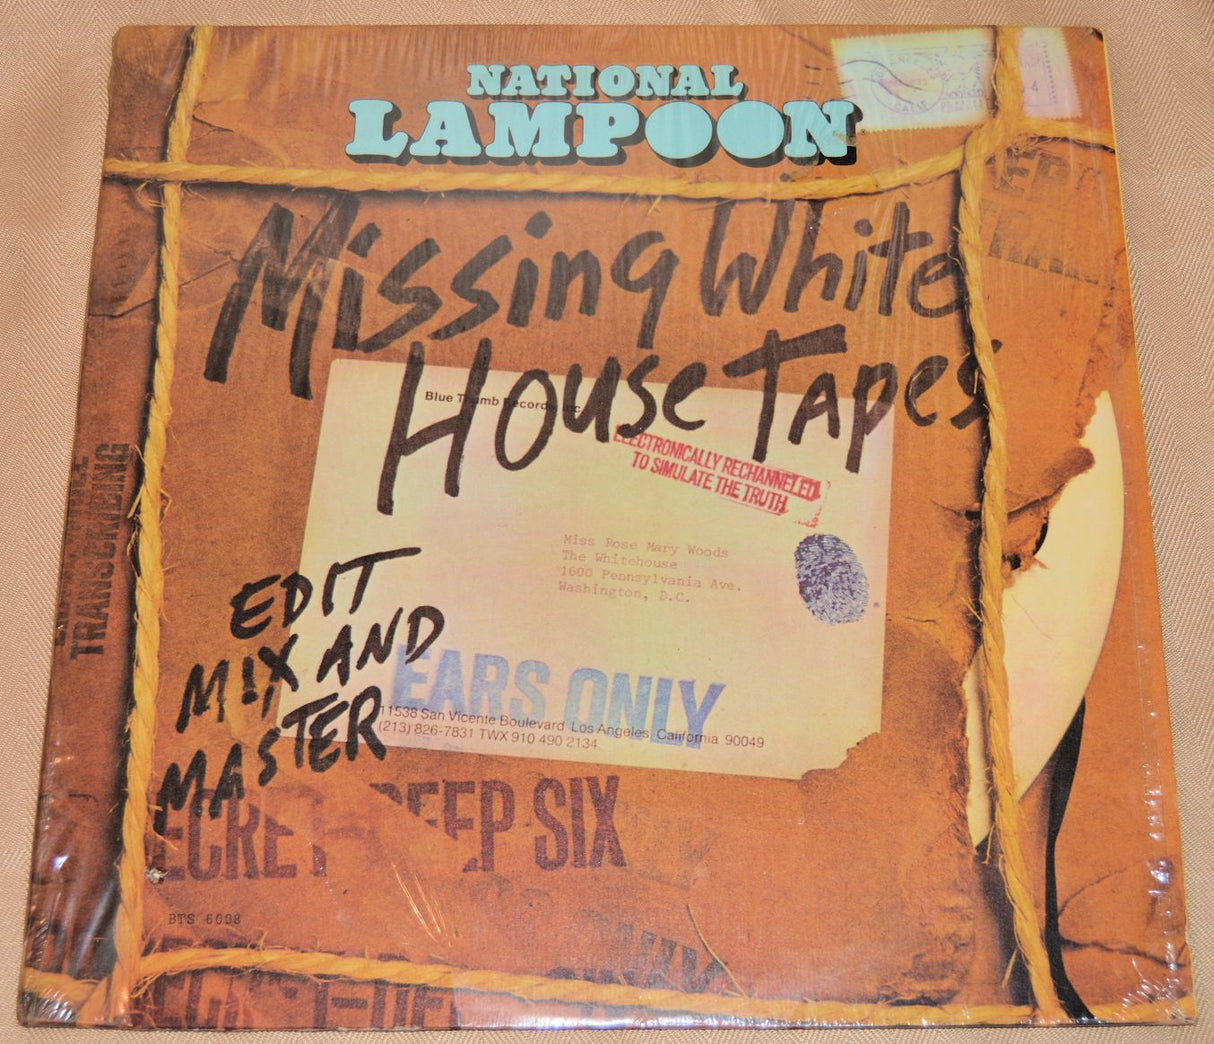 NATIONAL
LAMPOON
Missing White
House Tapes
Blue Thumb Records, Inc.
ELECTRONICALLY RECHANNELED
TO SIMULATE THE TRUTH
Miss Rose Mary Woods
The Whitehouse
1600 Pennsylvania Ave.
Washington, D.C.
TRANSCRIBING
EDIT
MIX AND
MASTER
EARS ONLY
11538 San Vicente Boulevard Los Angeles, California 90049
(213) 826-7831 TWX 910 490 2134
ECRET DEEP SIX
BTS 6008